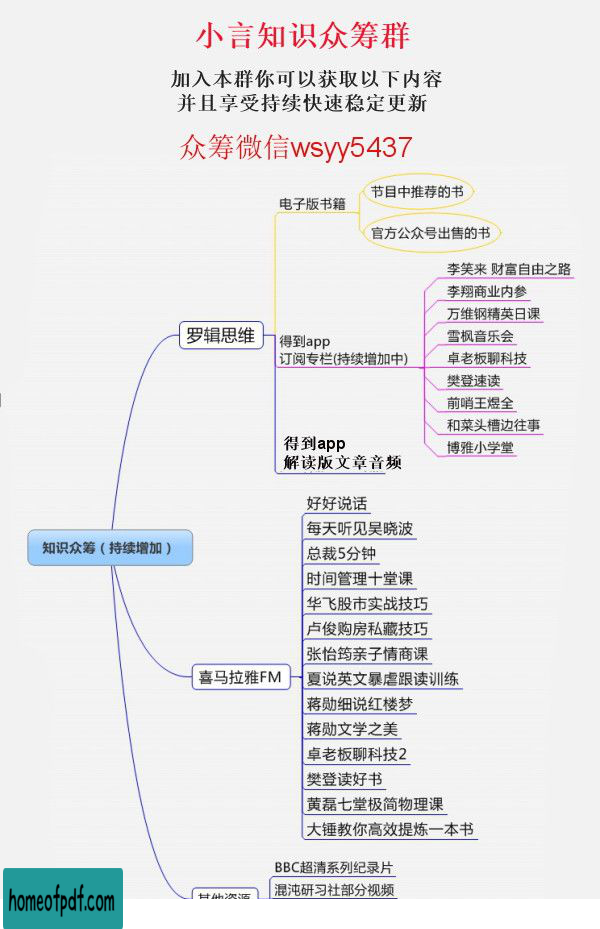 小言知识众筹群
加入本群你可以获取以下内容
并且享受持续快速稳定更新
众筹微信wsyy5437
电子版书籍
节目中推荐的书
官方公众号出售的书
罗辑思维
得到app
订阅专栏(持续增加中)
李笑来 财富自由之路
李翔商业内参
万维钢精英日课
雪枫音乐会
卓老板聊科技
樊登速读
前哨王煜全
和菜头槽边往事
博雅小学堂
得到app
解读版文章音频
知识众筹（持续增加）
喜马拉雅FM
好好说话
每天听见吴晓波
总裁5分钟
时间管理十堂课
华飞股市实战技巧
卢俊购房私藏技巧
张怡筠亲子情商课
夏说英文暴虐跟读训练
蒋勋细说红楼梦
蒋勋文学之美
卓老板聊科技2
樊登读好书
黄磊七堂极简物理课
大锤教你高效提炼一本书
其他资源
BBC超清系列纪录片
混沌研习社部分视频
homeofpdf.com